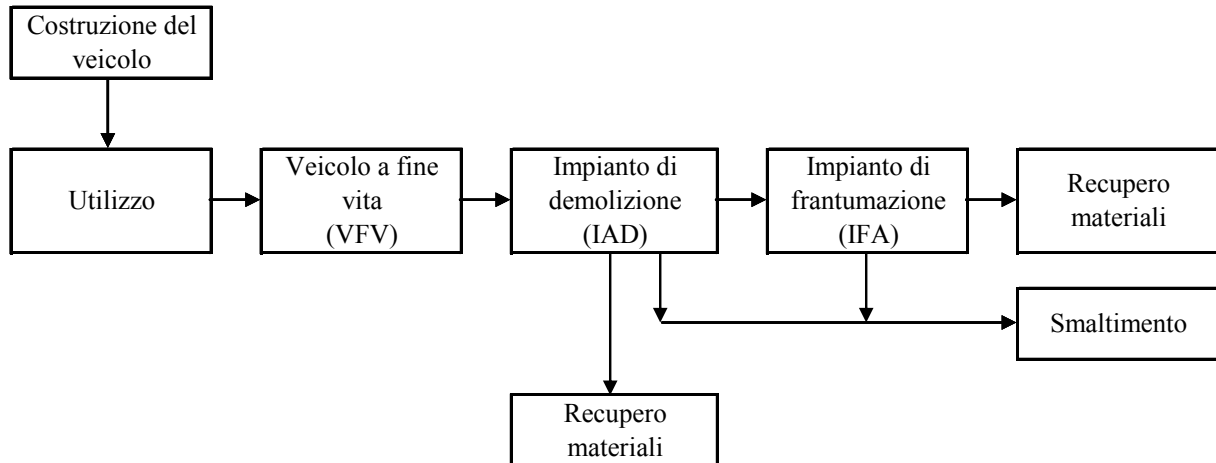 Costruzione del
veicolo
Utilizzo
Veicolo a fine
vita
(VFV)
Impianto di
demolizione
(IAD)
Impianto di
frantumazione
(IFA)
Recupero
materiali
Smaltimento
Recupero
materiali